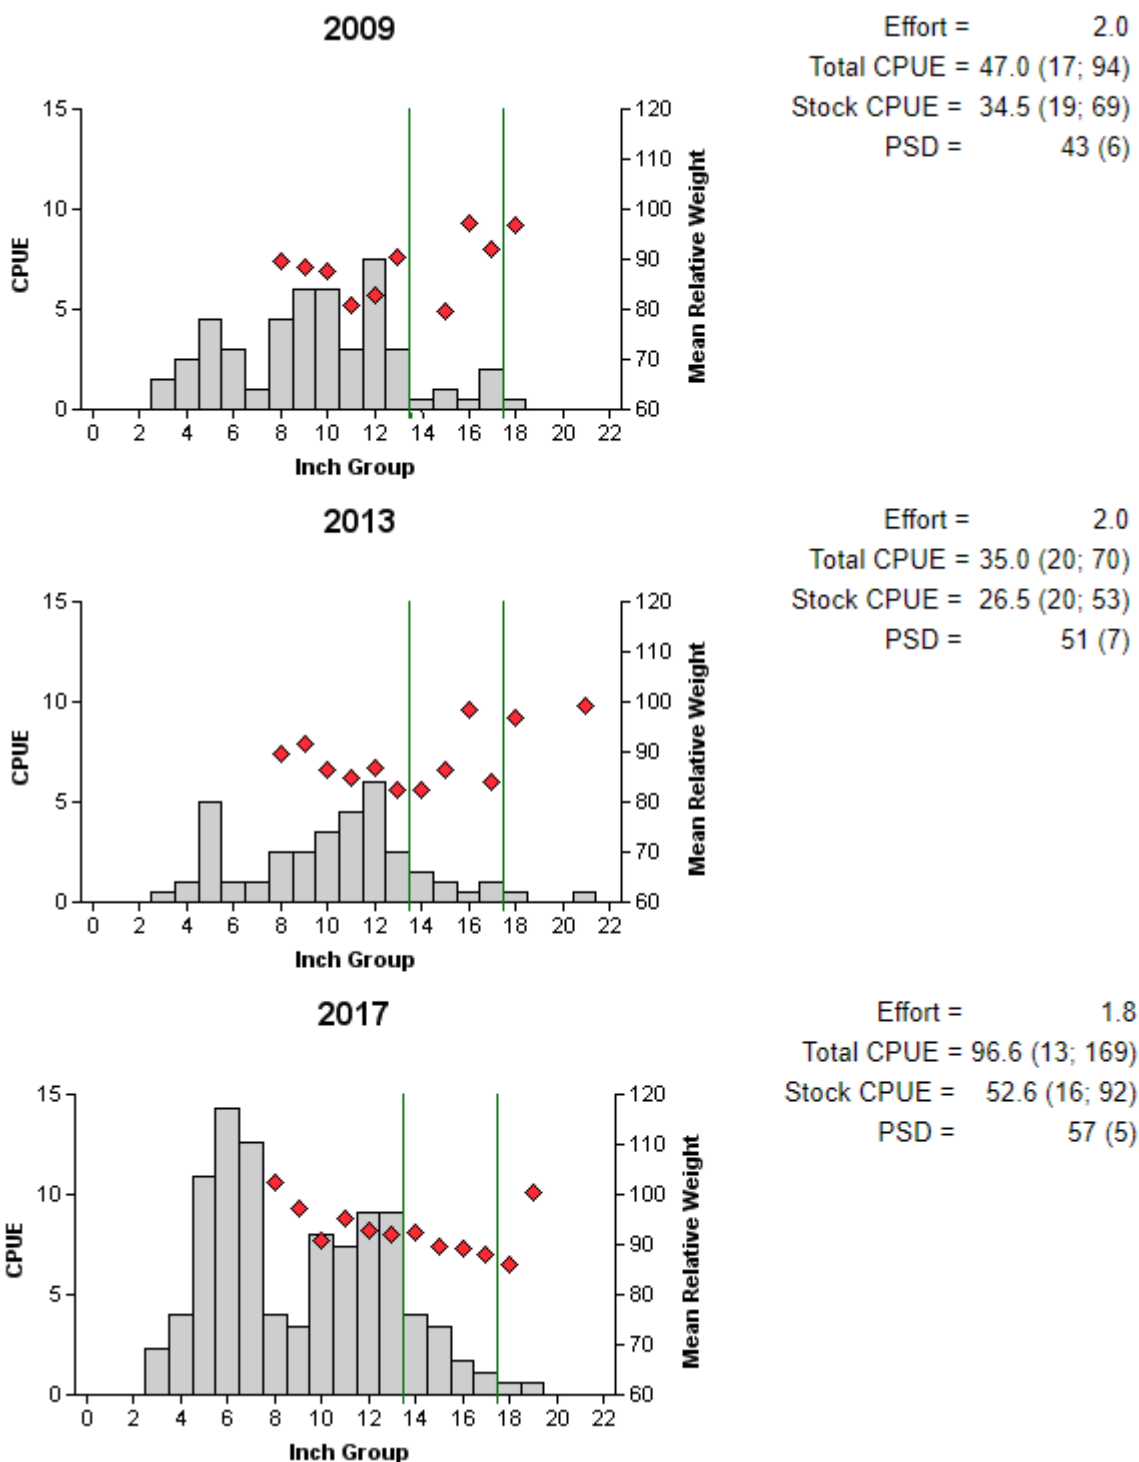 2009
Effort = 2.0
Total CPUE = 47.0 (17; 94)
Stock CPUE = 34.5 (19; 69)
PSD = 43 (6)
15 120
110
10 100
90
5 80
70
0 60
CPUE
Mean Relative Weight
0 2 4 6 8 10 12 14 16 18 20 22
Inch Group
2013
Effort = 2.0
Total CPUE = 35.0 (20; 70)
Stock CPUE = 26.5 (20; 53)
PSD = 51 (7)
15 120
110
10 100
90
5 80
70
0 60
CPUE
Mean Relative Weight
0 2 4 6 8 10 12 14 16 18 20 22
Inch Group
2017
Effort = 1.8
Total CPUE = 96.6 (13; 169)
Stock CPUE = 52.6 (16; 92)
PSD = 57 (5)
15 120
110
10 100
90
5 80
70
0 60
CPUE
Mean Relative Weight
0 2 4 6 8 10 12 14 16 18 20 22
Inch Group